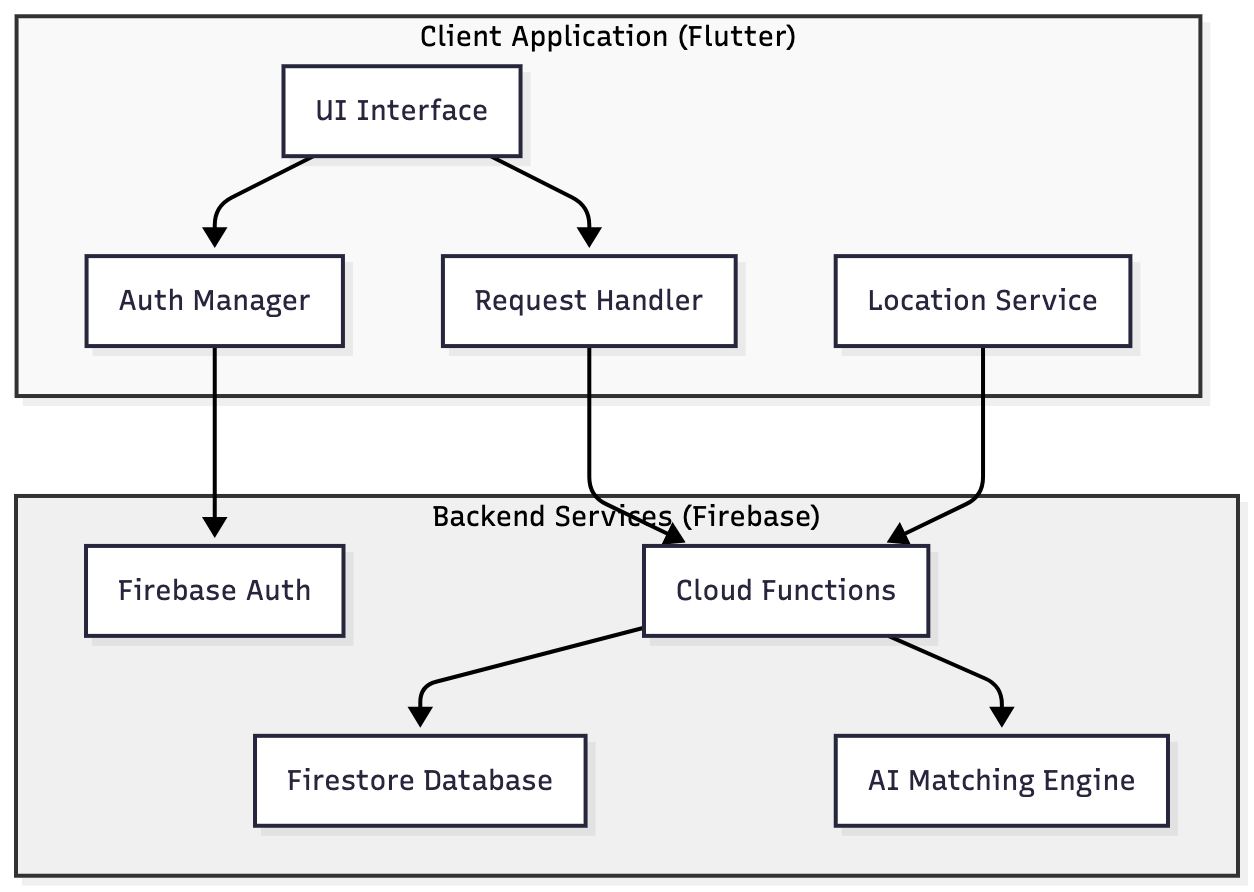 Client Application (Flutter)
UI Interface
Auth Manager
Request Handler
Location Service
Backend Services (Firebase)
Firebase Auth
Cloud Functions
Firestore Database
AI Matching Engine